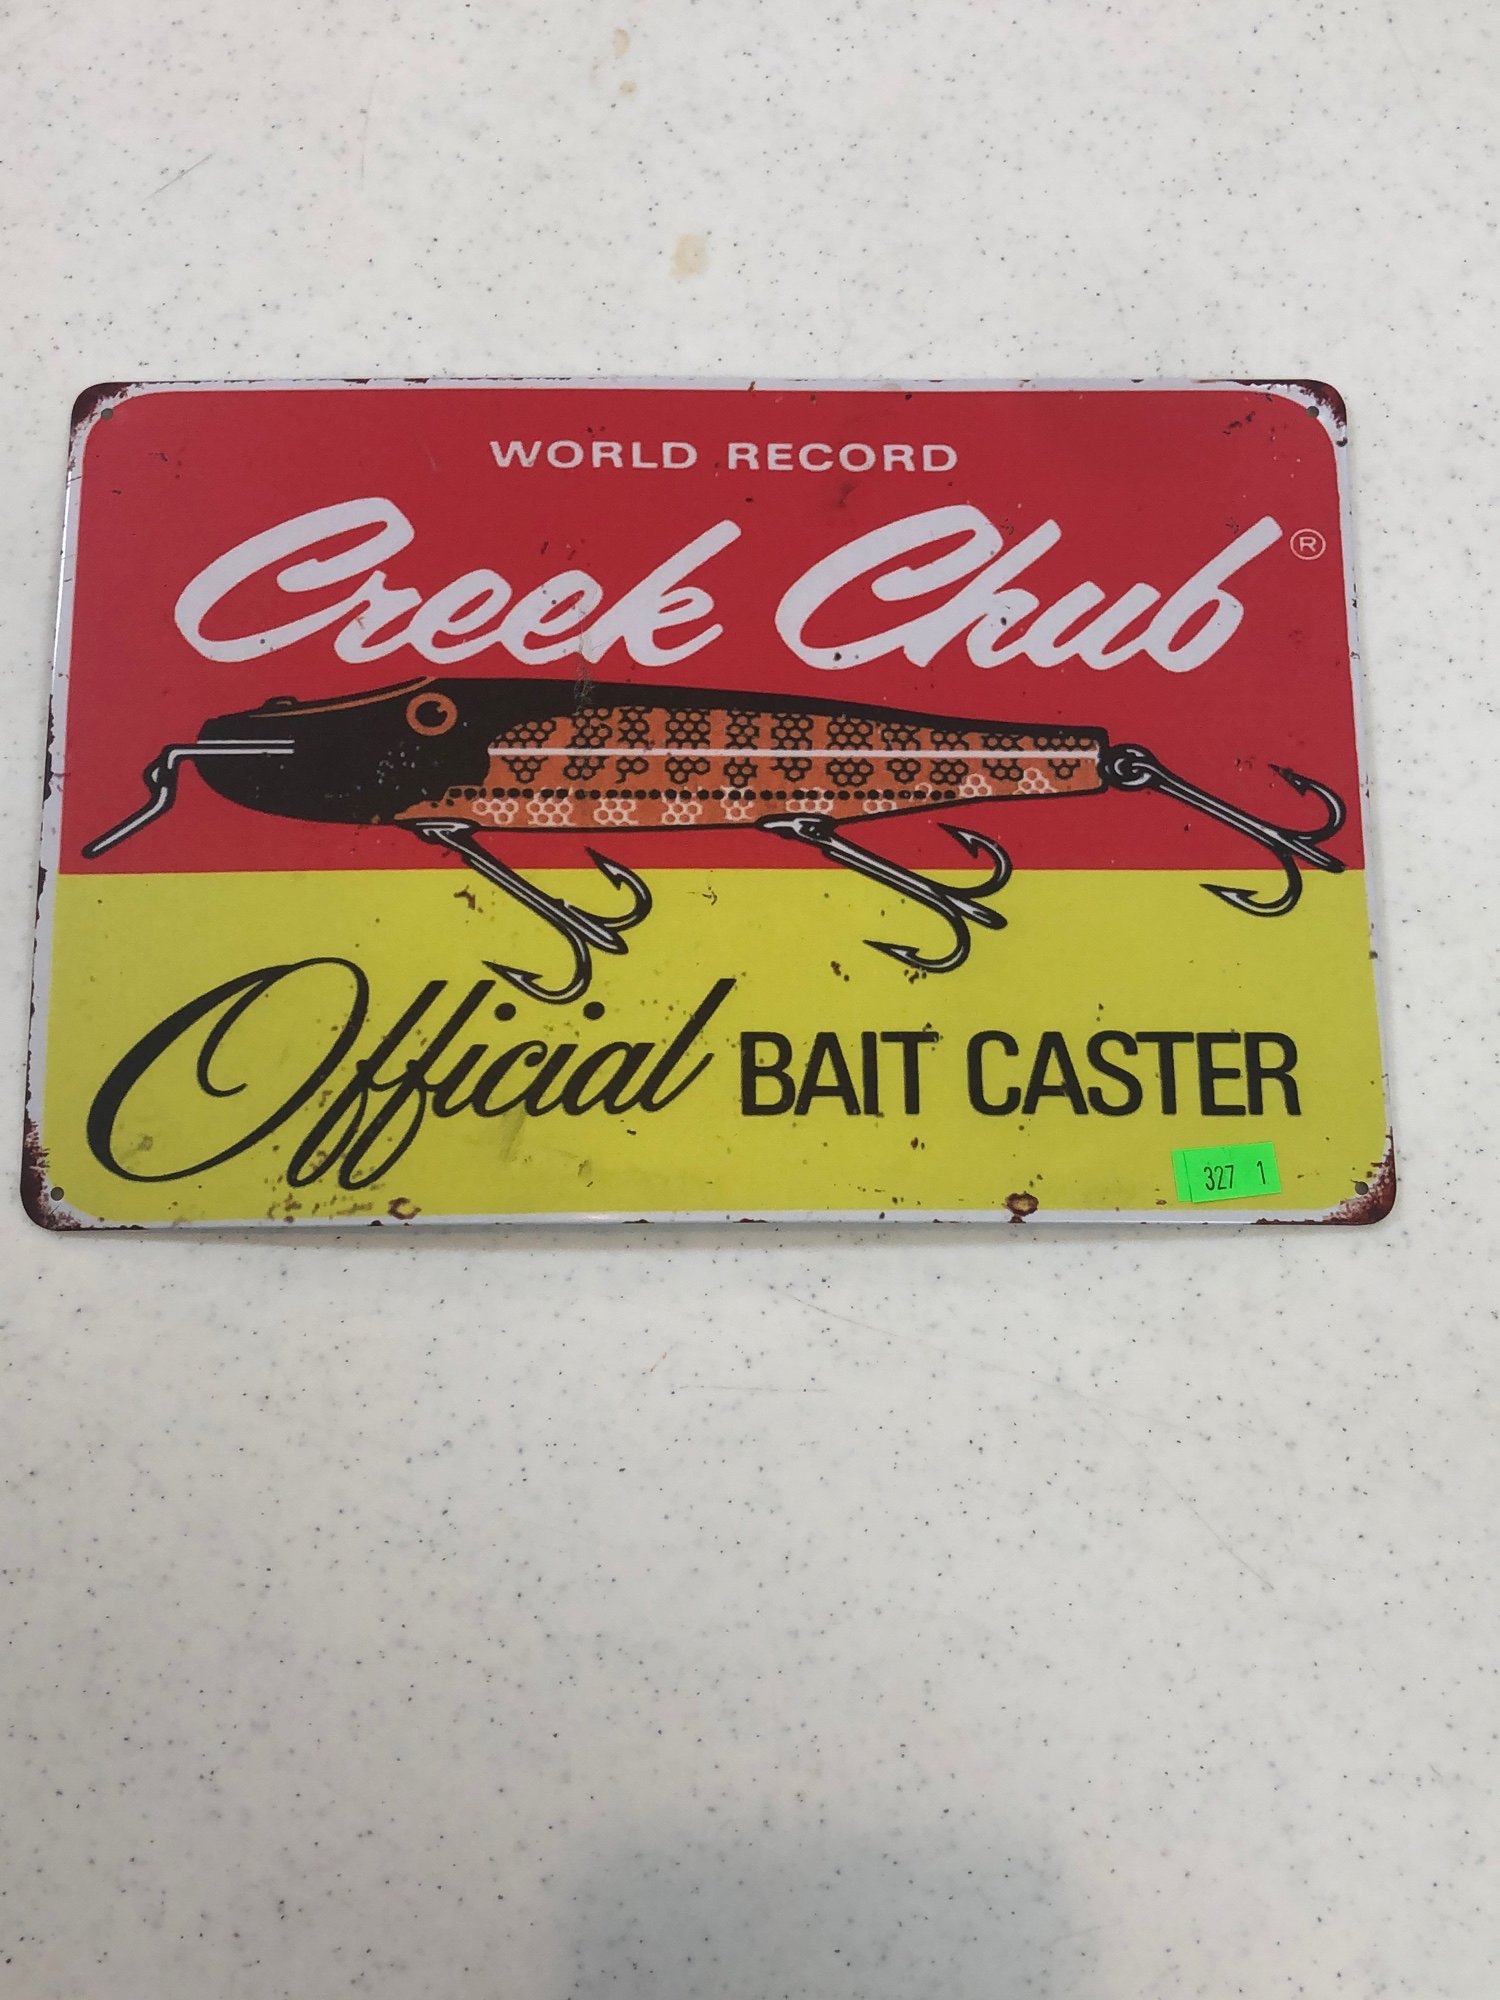 WORLD RECORD
Creek Chub ®
Official BAIT CASTER
327 1